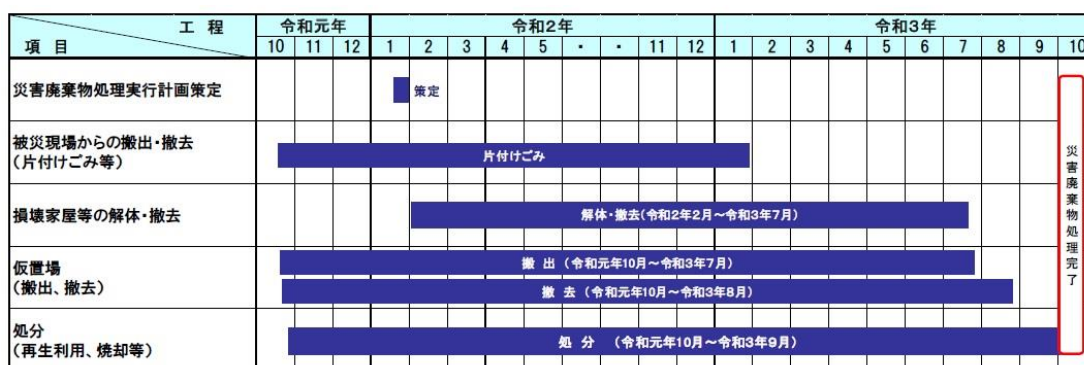 工 程 令和元年 令和2年 令和3年
項 目 10 11 12 1 2 3 4 5 ・ ・ 11 12 1 2 3 4 5 6 7 8 9 10
災害廃棄物処理実行計画策定 策定
被災現場からの搬出・撤去
(片付けごみ等)
片付けごみ
損壊家屋等の解体・撤去 解体・撤去(令和2年2月~令和3年7月)
仮置場
(搬出、撤去)
搬 出 (令和元年10月~令和3年7月)
撤 去 (令和元年10月~令和3年8月)
処分
(再生利用、焼却等)
処 分 (令和元年10月~令和3年9月)
災害廃棄物処理完了